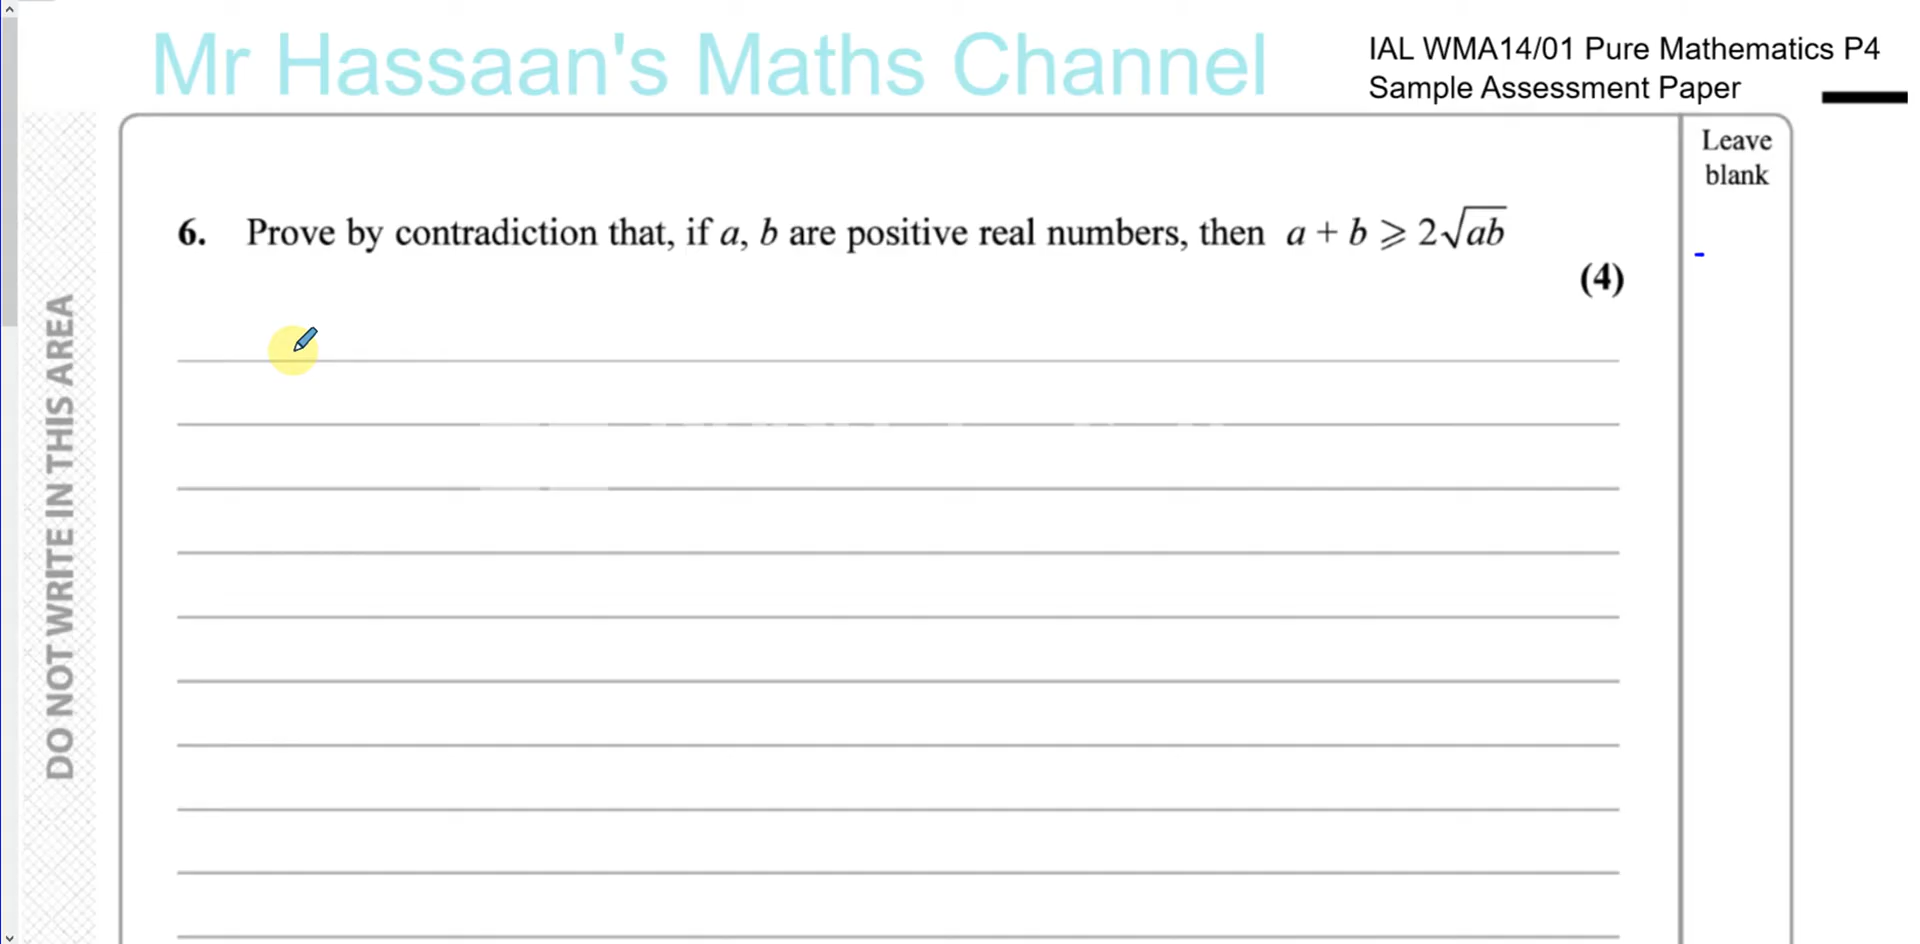 Mr Hassaan's Maths Channel
IAL WMA14/01 Pure Mathematics P4
Sample Assessment Paper
Leave
blank
6. Prove by contradiction that, if a, b are positive real numbers, then a + b ⩾ 2√ab
(4)
DO NOT WRITE IN THIS AREA